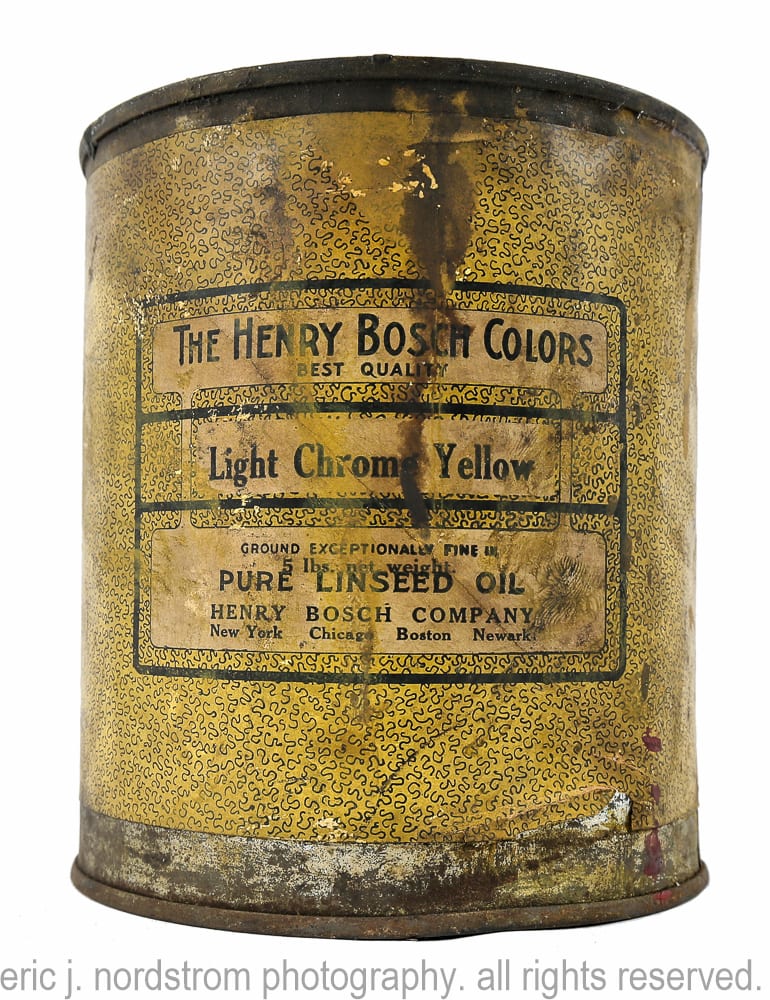 THE HENRY BOSCH COLORS
BEST QUALITY
Light Chrome Yellow
GROUND EXCEPTIONALLY FINE IN
5 lbs. net weight.
PURE LINSEED OIL
HENRY BOSCH COMPANY
New York Chicago Boston Newark
eric j. nordstrom photography. all rights reserved.